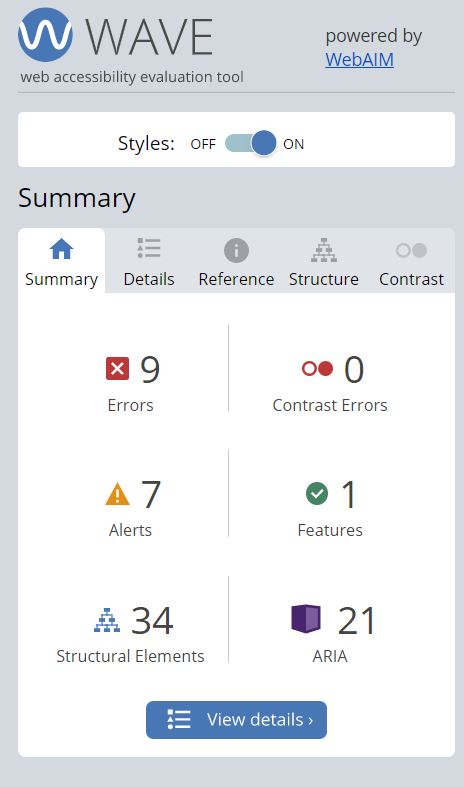 WAVE
powered by
WebAIM
web accessibility evaluation tool
Styles: OFF ON
Summary
Summary Details Reference Structure Contrast
9 0
Errors Contrast Errors
7 1
Alerts Features
34 21
Structural Elements ARIA
View details ›